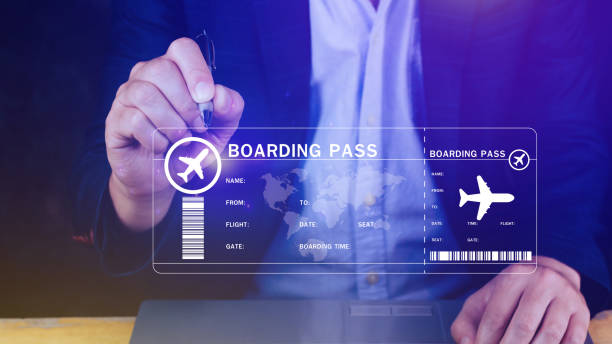 BOARDING PASS
NAME:
FROM: TO:
FLIGHT: DATE: SEAT:
GATE: BOARDING TIME:
BOARDING PASS
NAME:
FROM:
TO:
DATE: TIME: FLIGHT:
SEAT: GATE: